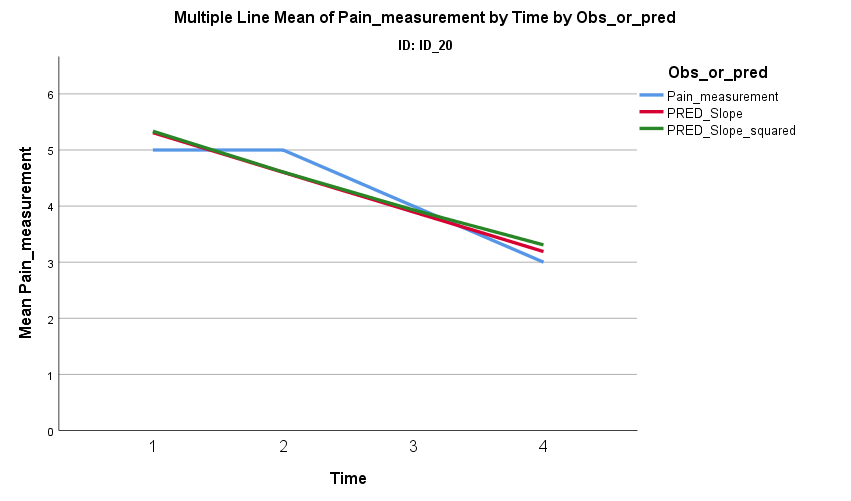 Multiple Line Mean of Pain_measurement by Time by Obs_or_pred
ID: ID_20
Obs_or_pred
Pain_measurement
PRED_Slope
PRED_Slope_squared
Mean Pain_measurement
6
5
4
3
2
1
0
1 2 3 4
Time